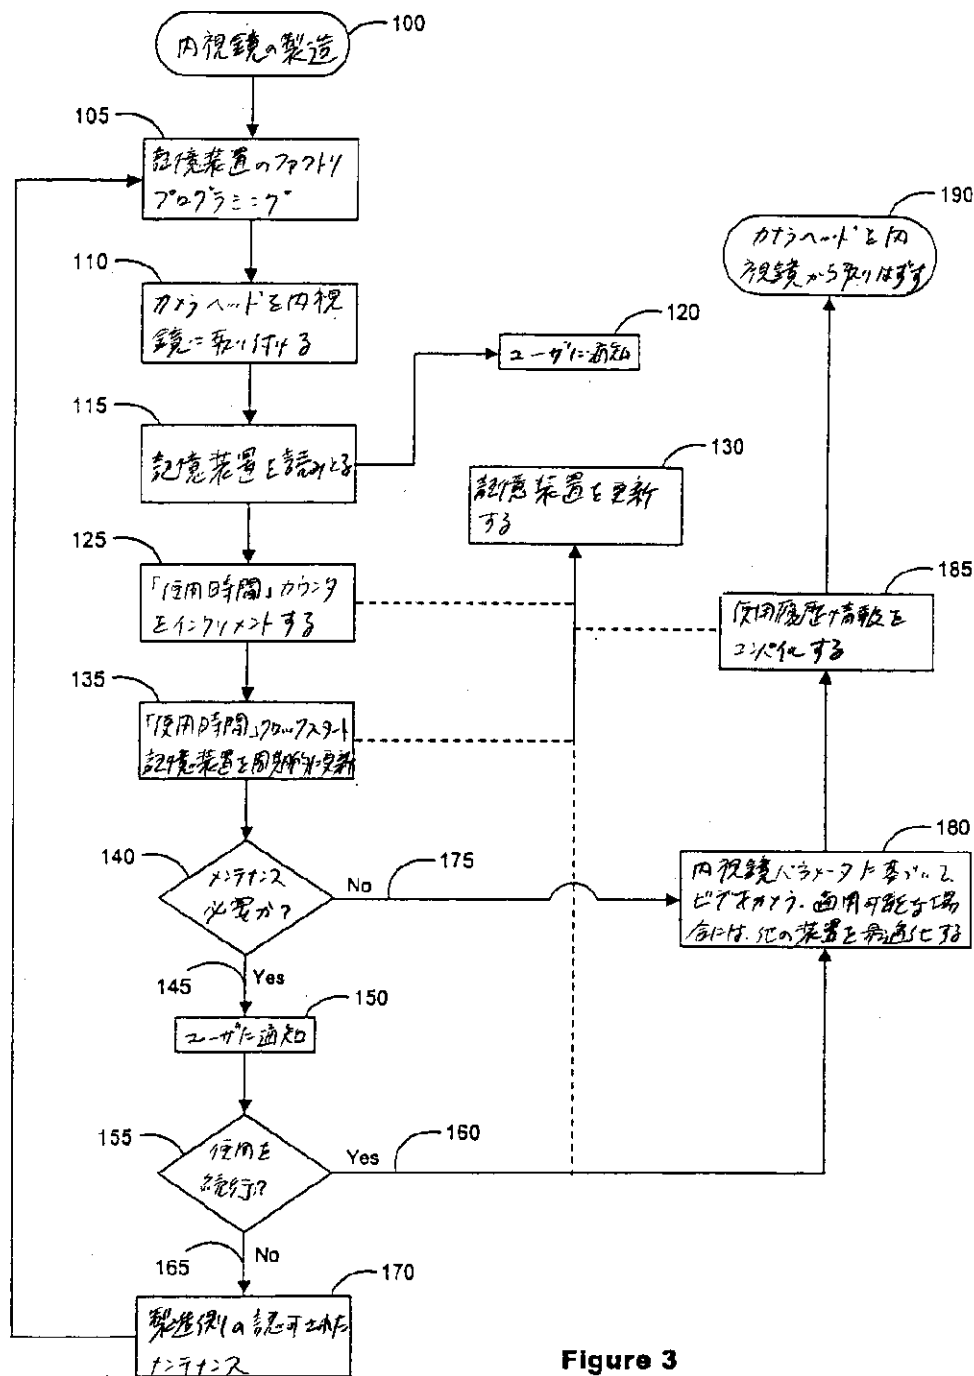 100
内視鏡の製造
105
記憶装置のファクトリ
プログラミング
110
カメラヘッドを内視
鏡に取り付ける
115
記憶装置を読みとる
120
ユーザに通知
125
「使用時間」カウンタ
をインクリメントする
130
記憶装置を更新
する
135
「使用時間」クロックスタート
記憶装置を周期的に更新
140
メンテナンス
必要か?
No
175
145
Yes
150
ユーザに通知
155
使用を
続行?
Yes
160
165
No
170
製造側の認可された
メンテナンス
180
内視鏡パラメータに基づいて
ビデオカメラ、適用可能な場
合には、他の装置を最適化する
185
使用履歴情報を
コンパイルする
190
カメラヘッドを内
視鏡から取りはずす
Figure 3